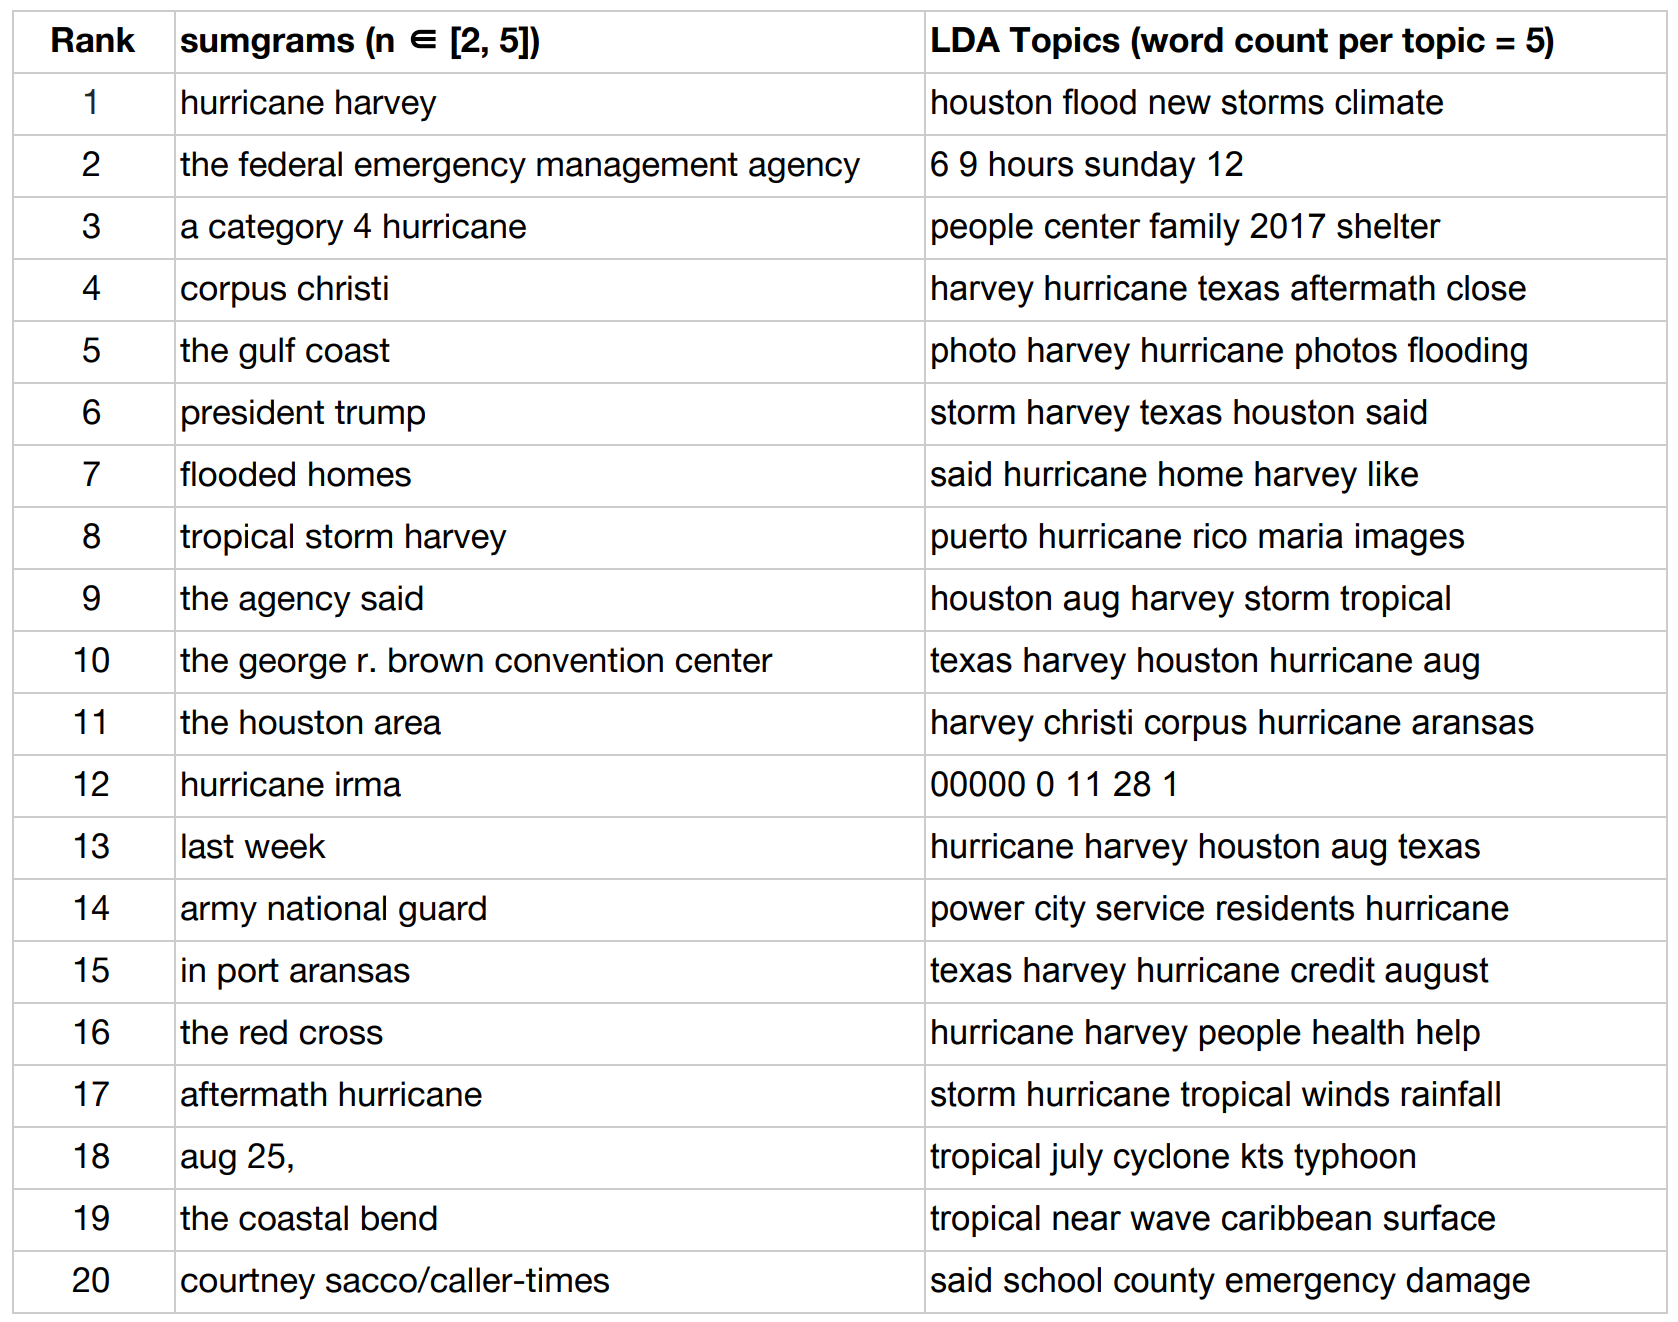 Rank sumgrams (n ∈ [2, 5]) LDA Topics (word count per topic = 5)
1 hurricane harvey houston flood new storms climate
2 the federal emergency management agency 6 9 hours sunday 12
3 a category 4 hurricane people center family 2017 shelter
4 corpus christi harvey hurricane texas aftermath close
5 the gulf coast photo harvey hurricane photos flooding
6 president trump storm harvey texas houston said
7 flooded homes said hurricane home harvey like
8 tropical storm harvey puerto hurricane rico maria images
9 the agency said houston aug harvey storm tropical
10 the george r. brown convention center texas harvey houston hurricane aug
11 the houston area harvey christi corpus hurricane aransas
12 hurricane irma 00000 0 11 28 1
13 last week hurricane harvey houston aug texas
14 army national guard power city service residents hurricane
15 in port aransas texas harvey hurricane credit august
16 the red cross hurricane harvey people health help
17 aftermath hurricane storm hurricane tropical winds rainfall
18 aug 25, tropical july cyclone kts typhoon
19 the coastal bend tropical near wave caribbean surface
20 courtney sacco/caller-times said school county emergency damage